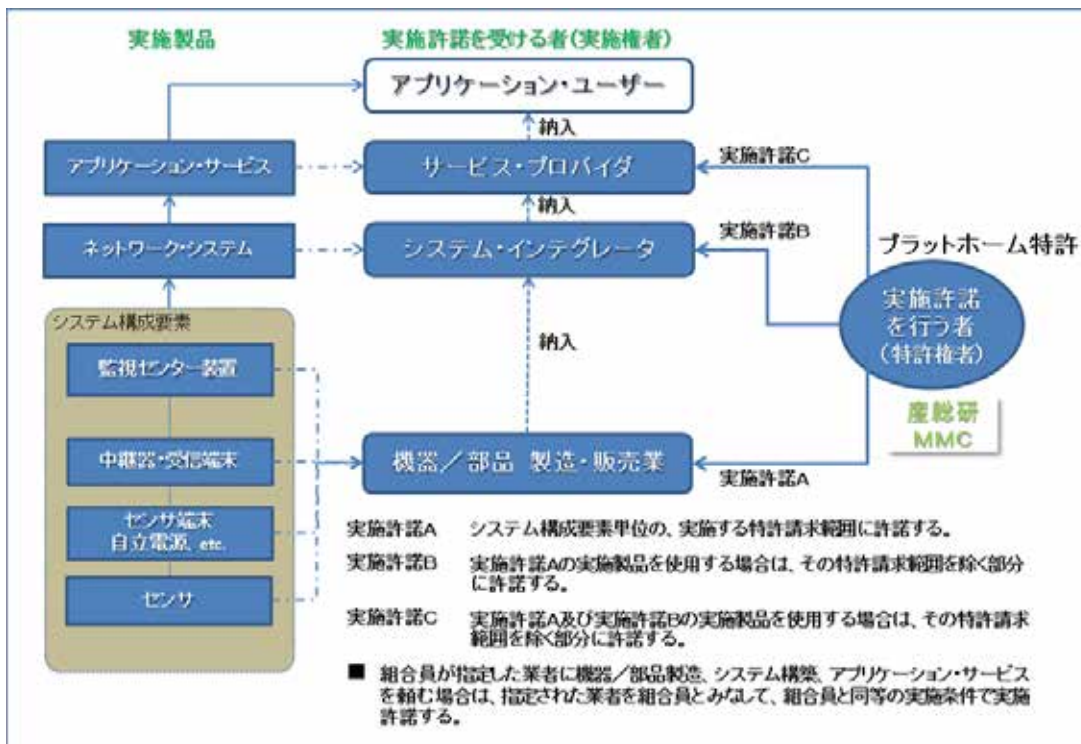 実施製品
実施許諾を受ける者(実施権者)
アプリケーション・ユーザー
納入
アプリケーション・サービス
サービス・プロバイダ
実施許諾C
納入
ネットワーク・システム
システム・インテグレータ
実施許諾B
プラットホーム特許
実施許諾
を行う者
(特許権者)
産総研
MMC
システム構成要素
監視センター装置
納入
中継器・受信端末
機器/部品 製造・販売業
実施許諾A
センサ端末
自立電源、etc.
センサ
実施許諾A システム構成要素単位の、実施する特許請求範囲に許諾する。
実施許諾B 実施許諾Aの実施製品を使用する場合は、その特許請求範囲を除く部分
に許諾する。
実施許諾C 実施許諾A及び実施許諾Bの実施製品を使用する場合は、その特許請求
範囲を除く部分に許諾する。
■ 組合員が指定した業者に機器/部品製造、システム構築、アプリケーション・サービス
を頼む場合は、指定された業者を組合員とみなして、組合員と同等の実施条件で実施
許諾する。